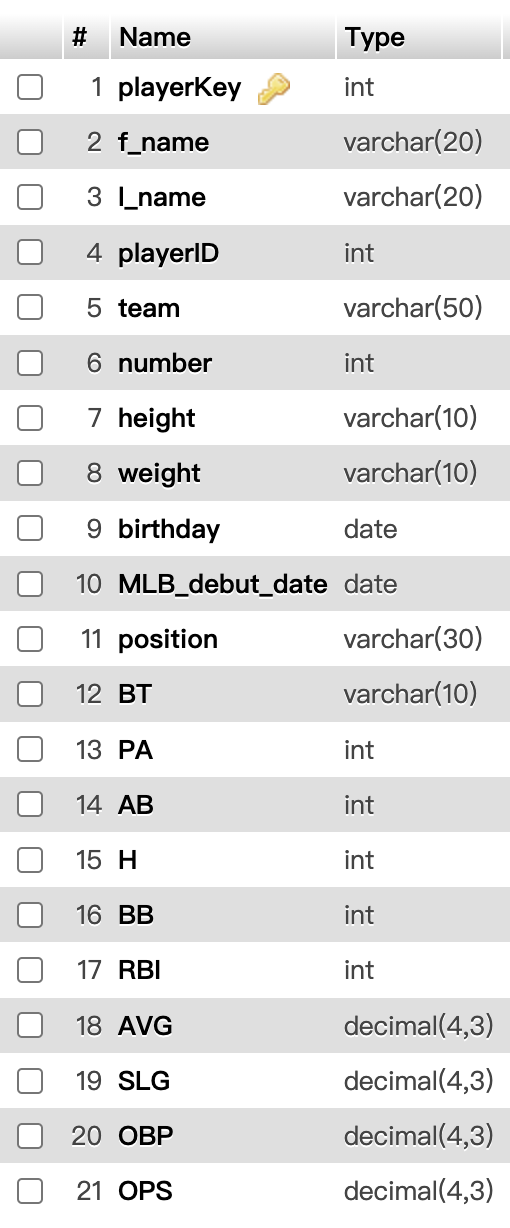 # Name Type
1 playerKey int
2 f_name varchar(20)
3 l_name varchar(20)
4 playerID int
5 team varchar(50)
6 number int
7 height varchar(10)
8 weight varchar(10)
9 birthday date
10 MLB_debut_date date
11 position varchar(30)
12 BT varchar(10)
13 PA int
14 AB int
15 H int
16 BB int
17 RBI int
18 AVG decimal(4,3)
19 SLG decimal(4,3)
20 OBP decimal(4,3)
21 OPS decimal(4,3)